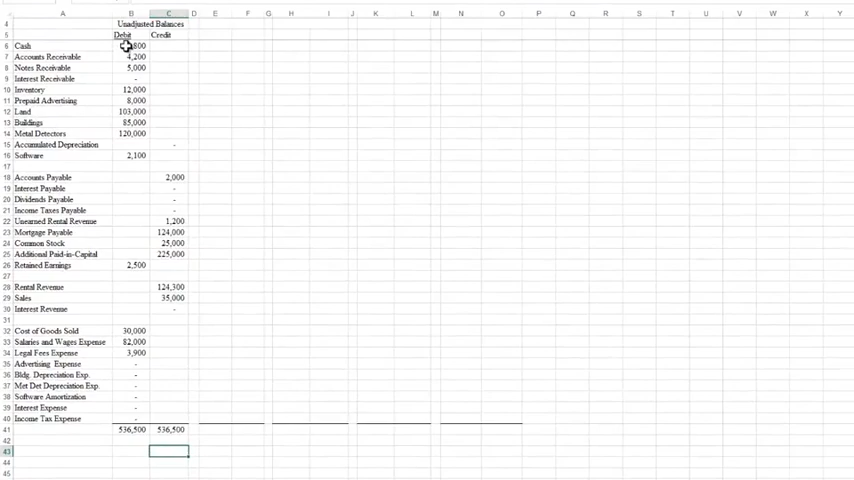 A B C D E F G H I J K L M N O P Q R S T U V W X Y
4 Unadjusted Balances
5 Debit Credit
6 Cash
7 Accounts Receivable 4,200
8 Notes Receivable 5,000
9 Interest Receivable -
10 Inventory 12,000
11 Prepaid Advertising 8,000
12 Land 103,000
13 Buildings 85,000
14 Metal Detectors 120,000
15 Accumulated Depreciation -
16 Software 2,100
17
18 Accounts Payable 2,000
19 Interest Payable -
20 Dividends Payable -
21 Income Taxes Payable -
22 Unearned Rental Revenue 1,200
23 Mortgage Payable 124,000
24 Common Stock 25,000
25 Additional Paid-in-Capital 225,000
26 Retained Earnings 2,500
27
28 Rental Revenue 124,300
29 Sales 35,000
30 Interest Revenue -
31
32 Cost of Goods Sold 30,000
33 Salaries and Wages Expense 82,000
34 Legal Fees Expense 3,900
35 Advertising Expense -
36 Bldg. Depreciation Exp. -
37 Met Det Depreciation Exp. -
38 Software Amortization -
39 Interest Expense -
40 Income Tax Expense -
41 536,500 536,500
42
43
44
45